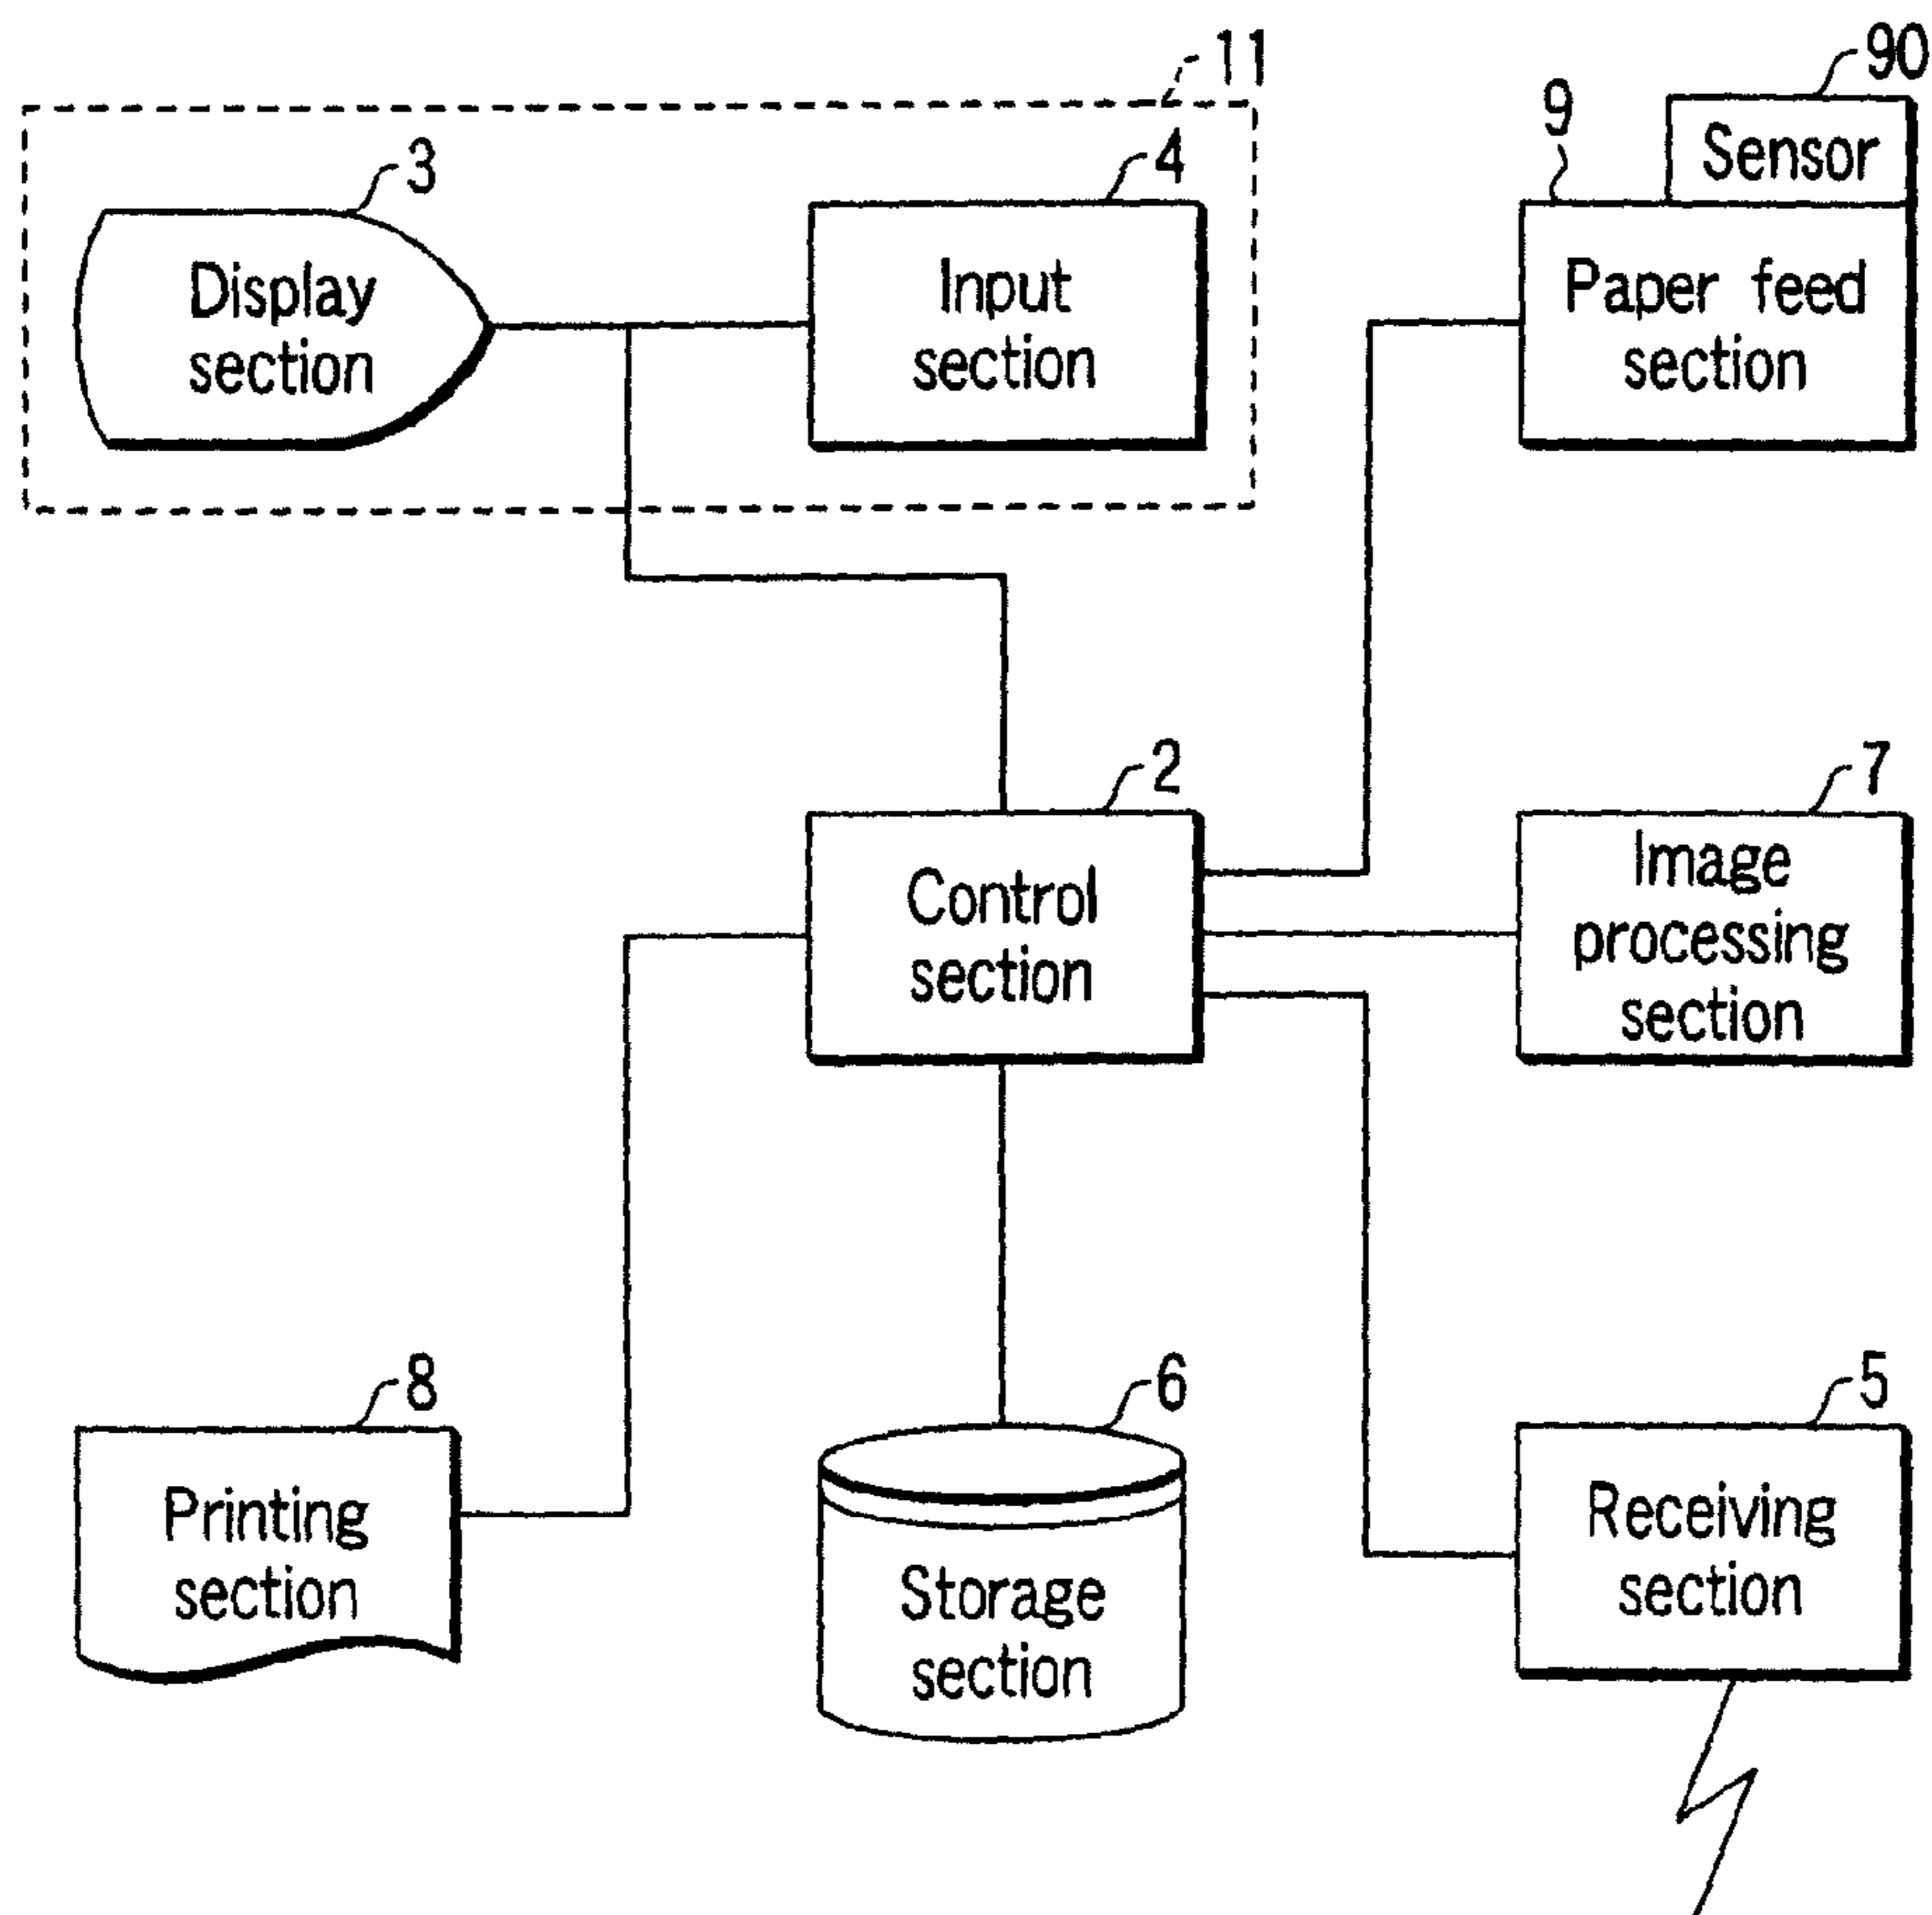 11
90
9
Sensor
3
4
Display
section
Input
section
Paper feed
section
2
7
Control
section
Image
processing
section
8
6
5
Printing
section
Storage
section
Receiving
section